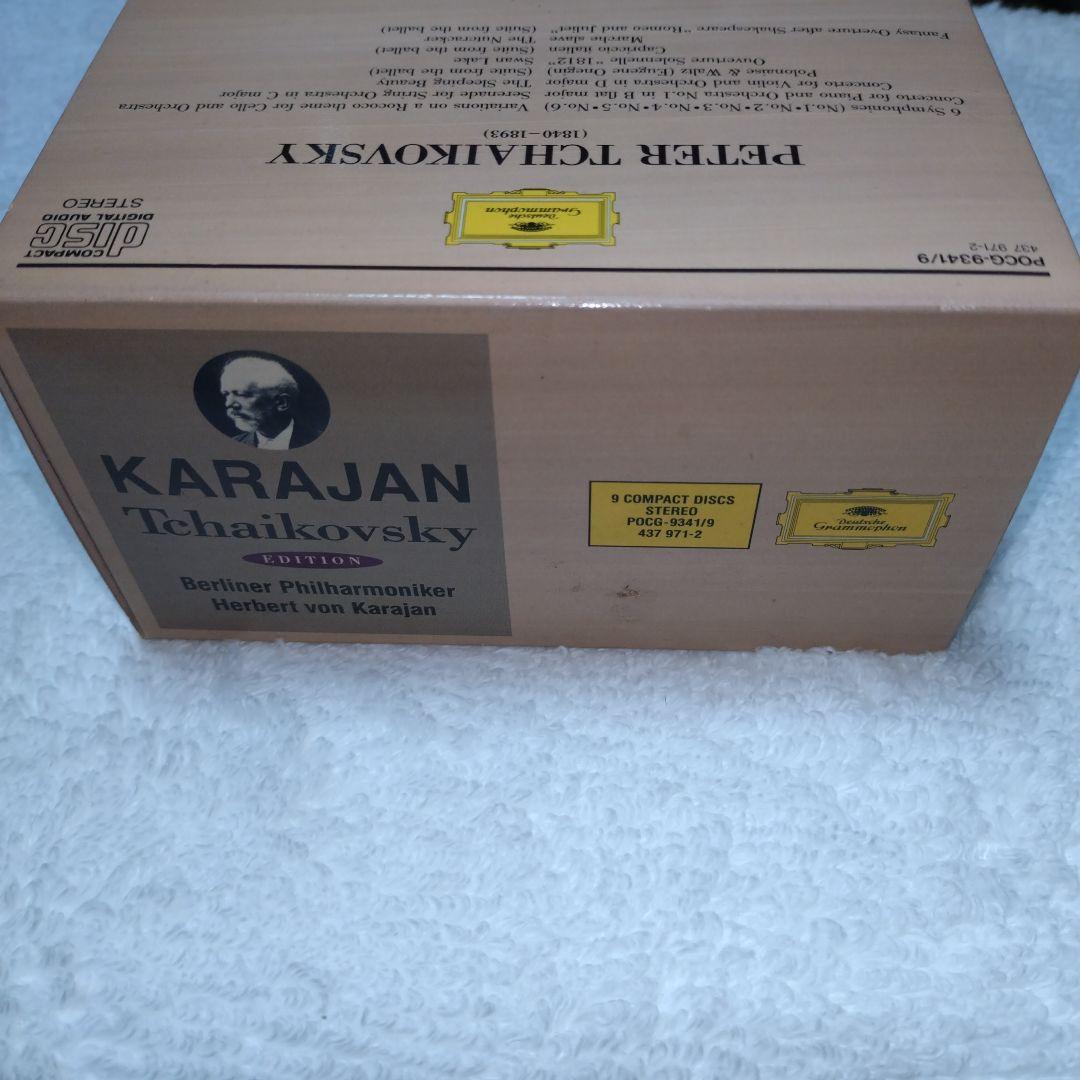 POCG-9341/9
437 971-2
Deutsche
Grammophon
COMPACT
disc
DIGITAL AUDIO
STEREO
PETER TCHAIKOVSKY
(1840–1893)
6 Symphonies (No.1•No.2•No.3•No.4•No.5•No.6)
Concerto for Piano and Orchestra No.1 in B flat major
Concerto for Violin and Orchestra in D major
Polonaise & Waltz (Eugene Onegin)
Ouverture Solennelle "1812"
Capriccio italien
Marche slave
Fantasy Overture after Shakespeare "Romeo and Juliet"
Variations on a Rococo theme for Cello and Orchestra
Serenade for String Orchestra in C major
The Sleeping Beauty
(Suite from the ballet)
Swan Lake
(Suite from the ballet)
The Nutcracker
(Suite from the ballet)
KARAJAN
Tchaikovsky
EDITION
Berliner Philharmoniker
Herbert von Karajan
9 COMPACT DISCS
STEREO
POCG-9341/9
437 971-2
Deutsche
Grammophon